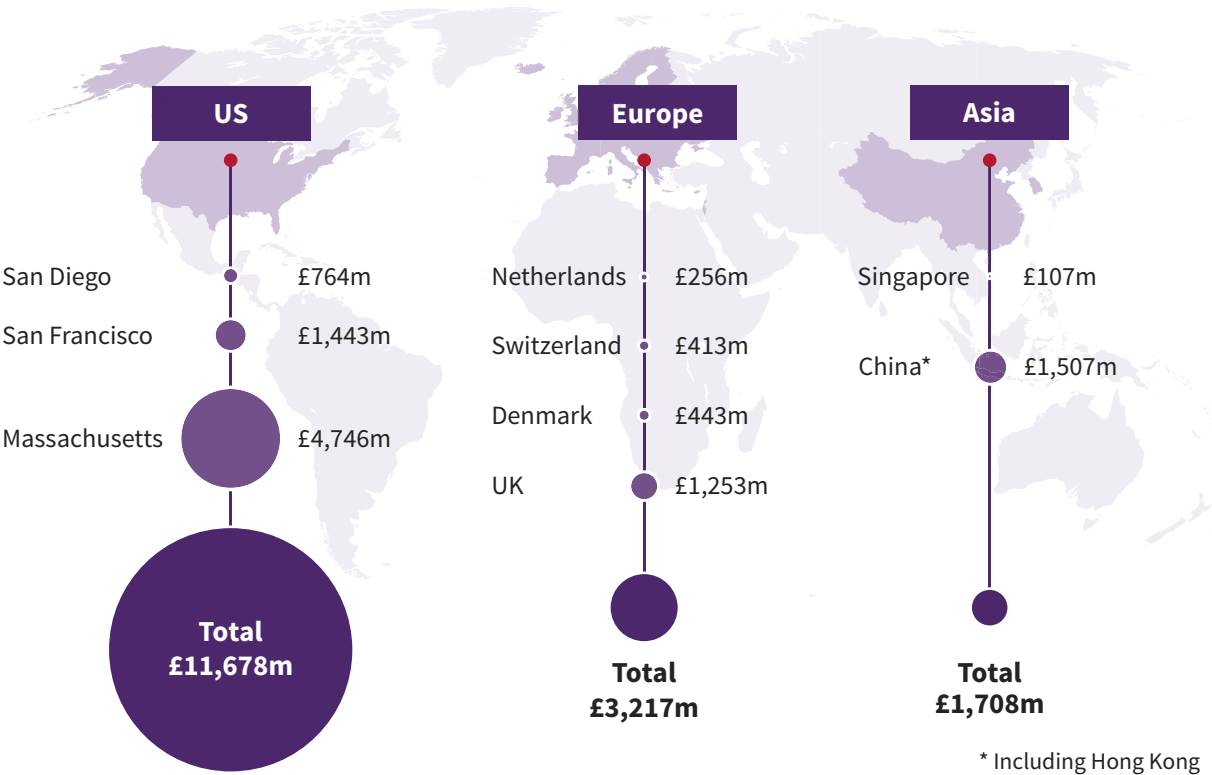 US
San Diego £764m
San Francisco £1,443m
Massachusetts £4,746m
Total
£11,678m
Europe
Netherlands £256m
Switzerland £413m
Denmark £443m
UK £1,253m
Total
£3,217m
Asia
Singapore £107m
China* £1,507m
Total
£1,708m
* Including Hong Kong